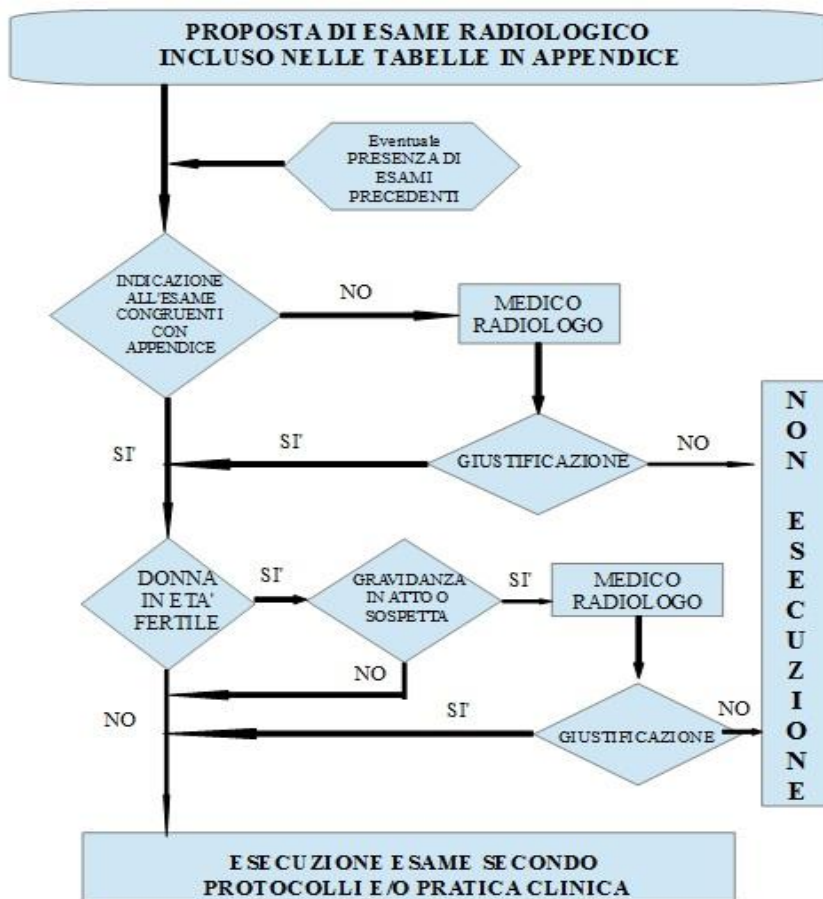 PROPOSTA DI ESAME RADIOLOGICO
INCLUSO NELLE TABELLE IN APPENDICE
Eventuale
PRESENZA DI
ESAMI
PRECEDENTI
INDICAZIONE
ALL'ESAME
CONGRUENTI
CON
APPENDICE
NO
MEDICO
RADIOLOGO
SI'
SI'
GIUSTIFICAZIONE
NO
NON ESECUZIONE
DONNA
IN ETA'
FERTILE
SI'
GRAVIDANZA
IN ATTO O
SOSPETTA
SI'
MEDICO
RADIOLOGO
NO
NO
SI'
GIUSTIFICAZIONE
NO
ESECUZIONE ESAME SECONDO
PROTOCOLLI E/O PRATICA CLINICA